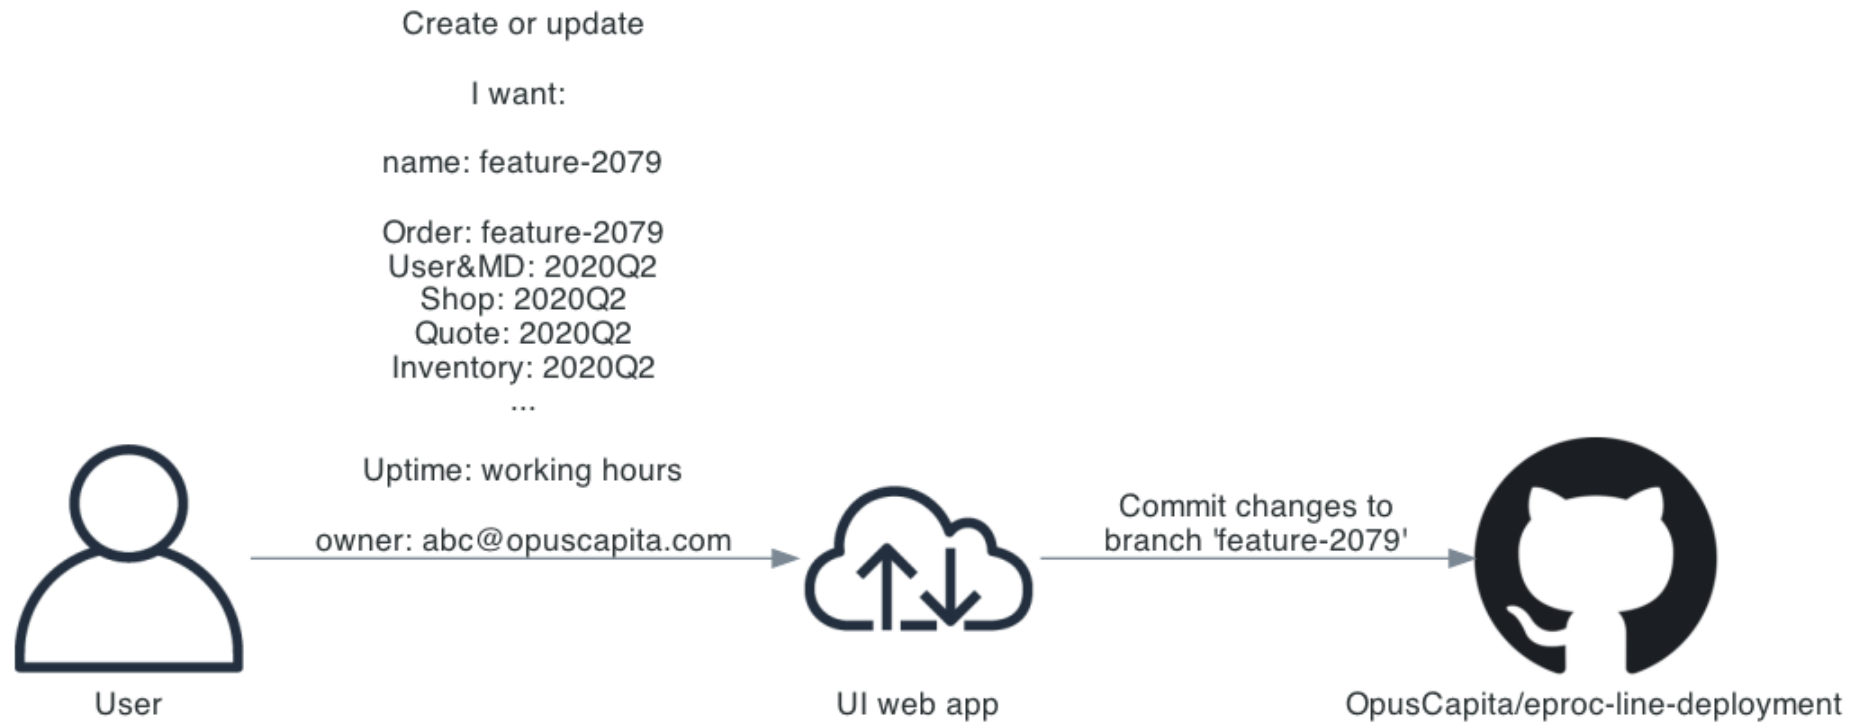 Create or update
I want:
name: feature-2079
Order: feature-2079
User&MD: 2020Q2
Shop: 2020Q2
Quote: 2020Q2
Inventory: 2020Q2
...
Uptime: working hours
owner: abc@opuscapita.com
Commit changes to
branch 'feature-2079'
User
UI web app
OpusCapita/eproc-line-deployment